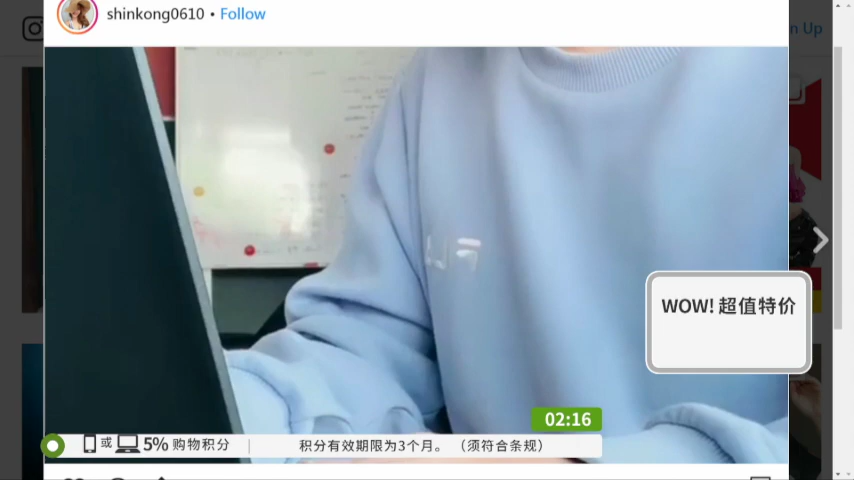 shinkong0610 • Follow
n Up
WOW! 超值特价
02:16
或 5% 购物积分 | 积分有效期限为3个月。 （须符合条规）